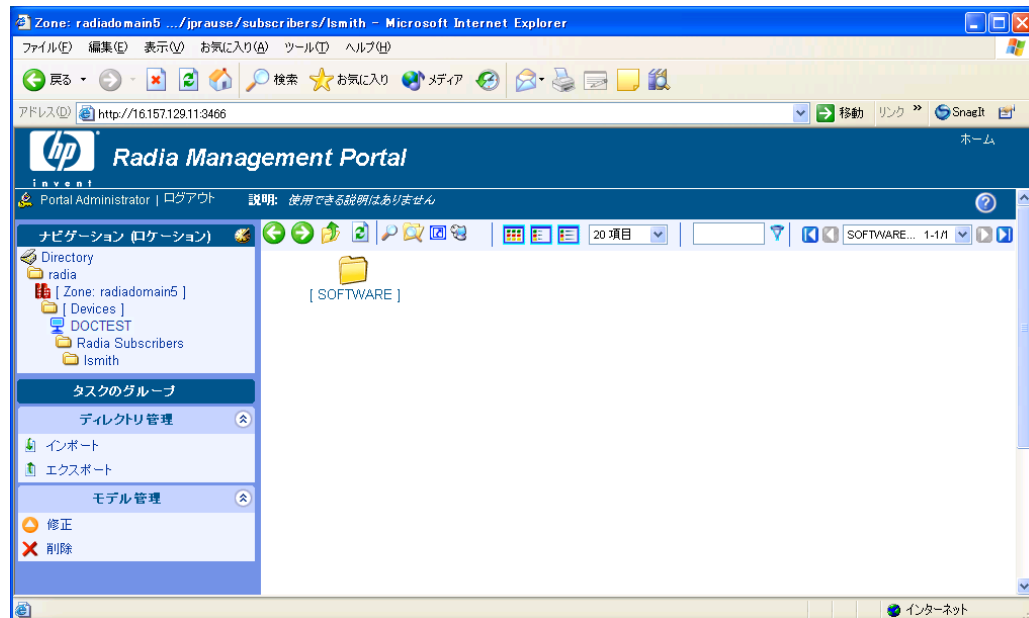 Zone: radiadomain5 .../jprause/subscribers/lsmith - Microsoft Internet Explorer
ファイル(F) 編集(E) 表示(V) お気に入り(A) ツール(T) ヘルプ(H)
戻る 検索 お気に入り メディア
アドレス(D) http://16.157.129.11:3466 移動 リンク » SnagIt
hp invent
Radia Management Portal
ホーム
Portal Administrator | ログアウト 説明: 使用できる説明はありません
ナビゲーション (ロケーション)
20 項目 SOFTWARE... 1-1/1
Directory
radia
[ Zone: radiadomain5 ]
[ Devices ]
DOCTEST
Radia Subscribers
lsmith
[ SOFTWARE ]
タスクのグループ
ディレクトリ管理
インポート
エクスポート
モデル管理
修正
削除
インターネット